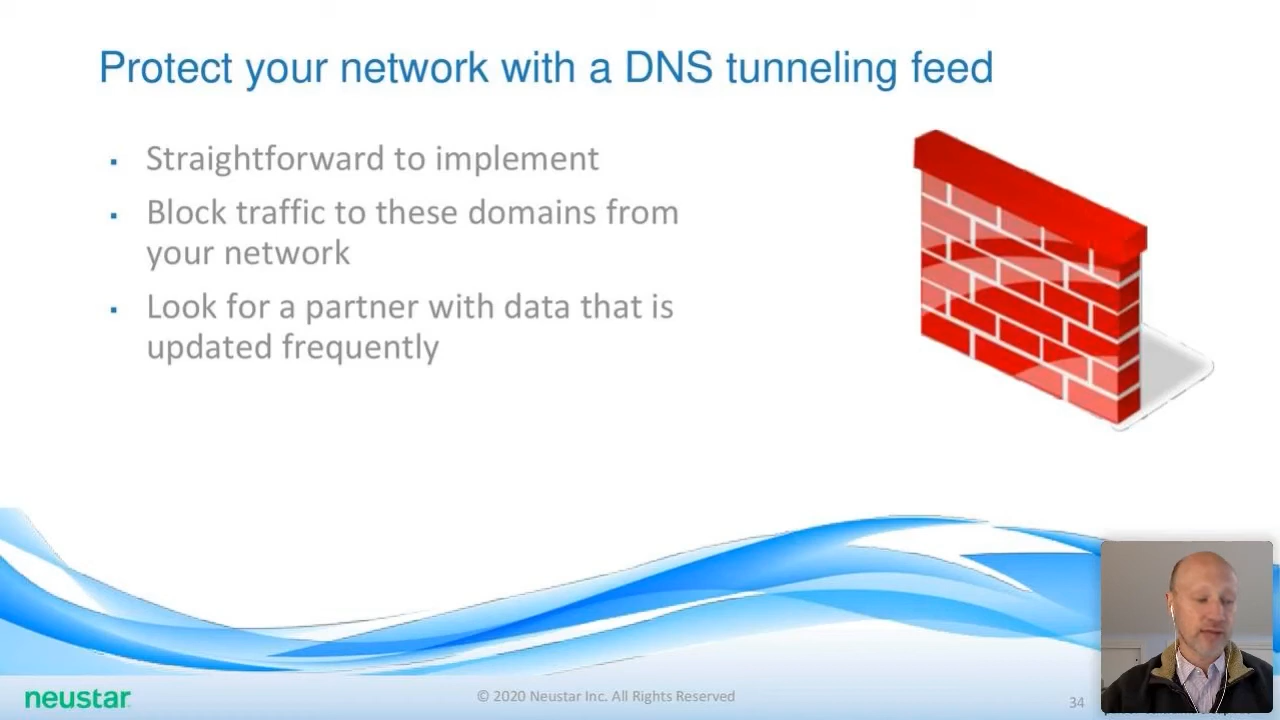 Protect your network with a DNS tunneling feed
▪ Straightforward to implement
▪ Block traffic to these domains from
your network
▪ Look for a partner with data that is
updated frequently
neustar
© 2020 Neustar Inc. All Rights Reserved
34